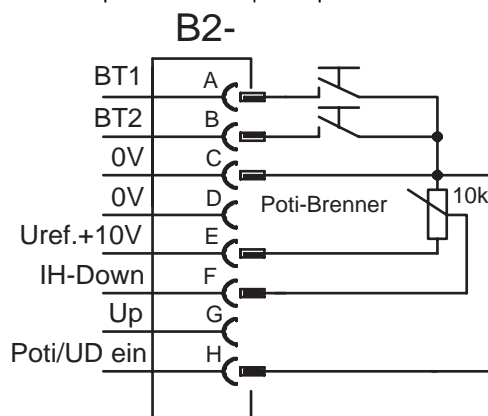 B2-
BT1 A
BT2 B
0V C
0V D Poti-Brenner 10k
Uref.+10V E
IH-Down F
Up G
Poti/UD ein H